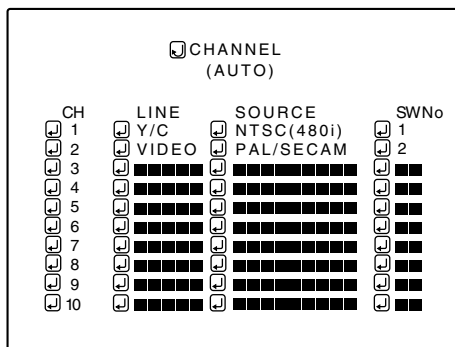 CHANNEL
(AUTO)
CH LINE SOURCE SWNo
1 Y/C NTSC(480i) 1
2 VIDEO PAL/SECAM 2
3
4
5
6
7
8
9
10